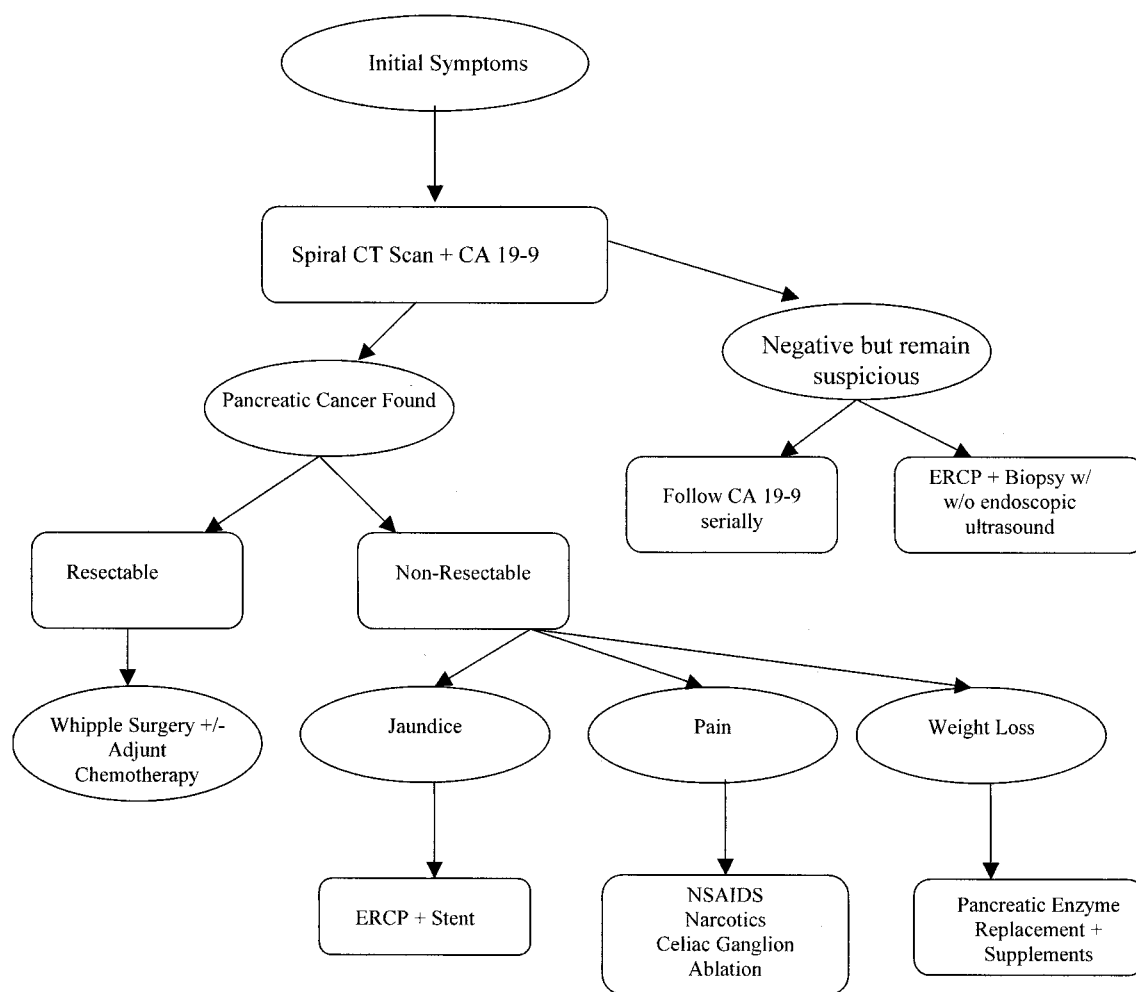 Initial Symptoms
Spiral CT Scan + CA 19-9
Negative but remain
suspicious
Pancreatic Cancer Found
Follow CA 19-9
serially
ERCP + Biopsy w/
w/o endoscopic
ultrasound
Resectable
Non-Resectable
Whipple Surgery +/-
Adjunt
Chemotherapy
Jaundice
Pain
Weight Loss
ERCP + Stent
NSAIDS
Narcotics
Celiac Ganglion
Ablation
Pancreatic Enzyme
Replacement +
Supplements